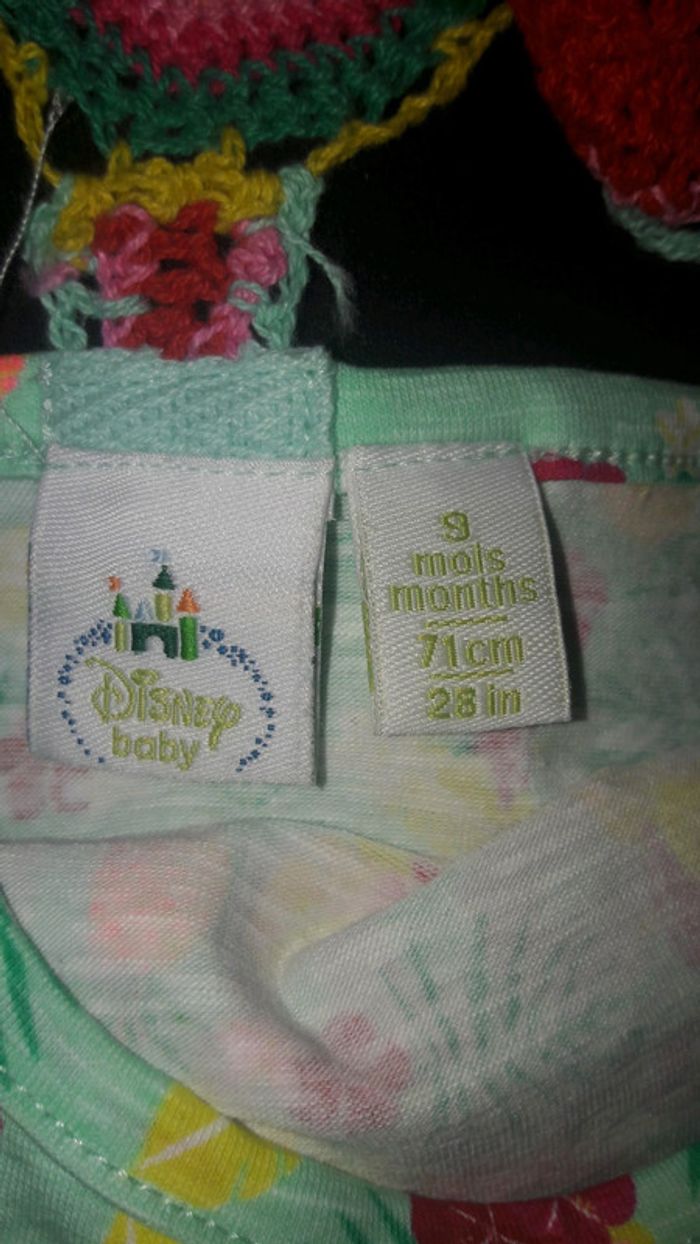 Disney
baby
9
mois
months
71cm
28 in